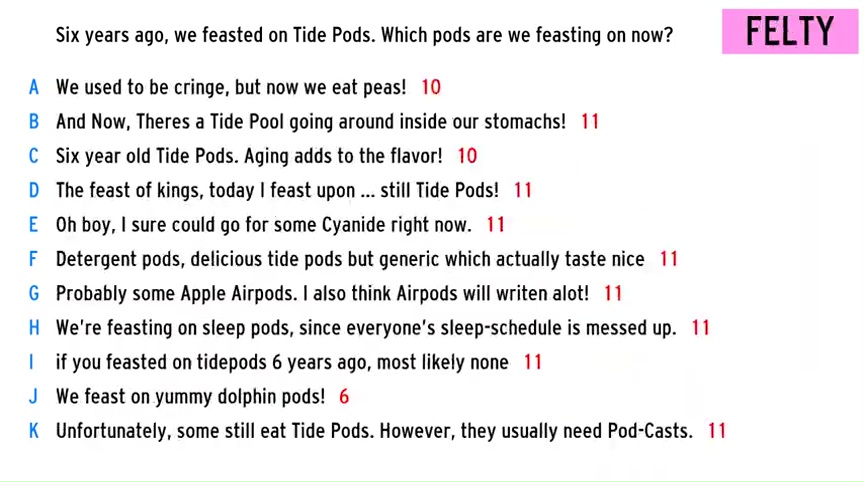 Six years ago, we feasted on Tide Pods. Which pods are we feasting on now?
FELTY
A We used to be cringe, but now we eat peas! 10
B And Now, Theres a Tide Pool going around inside our stomachs! 11
C Six year old Tide Pods. Aging adds to the flavor! 10
D The feast of kings, today I feast upon ... still Tide Pods! 11
E Oh boy, I sure could go for some Cyanide right now. 11
F Detergent pods, delicious tide pods but generic which actually taste nice 11
G Probably some Apple Airpods. I also think Airpods will writen alot! 11
H We're feasting on sleep pods, since everyone's sleep-schedule is messed up. 11
I if you feasted on tidepods 6 years ago, most likely none 11
J We feast on yummy dolphin pods! 6
K Unfortunately, some still eat Tide Pods. However, they usually need Pod-Casts. 11